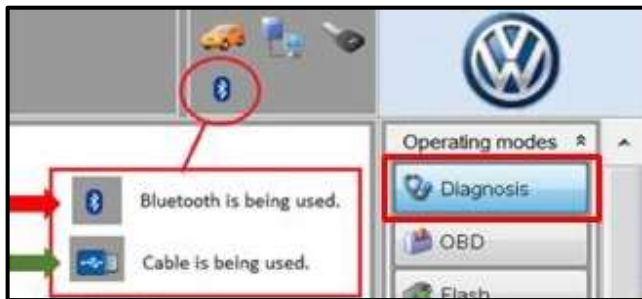 Operating modes
Diagnosis
Bluetooth is being used.
OBD
Cable is being used.
Flash